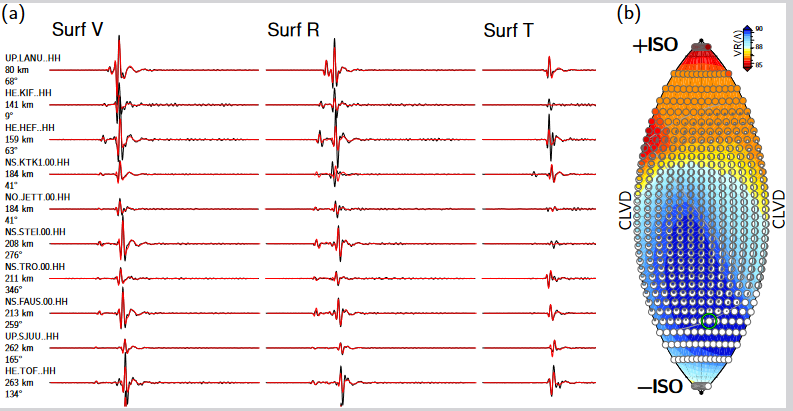 (a)
Surf V
Surf R
Surf T
UP.LANU..HH
80 km
68°
HE.KIF..HH
141 km
9°
HE.HEF..HH
159 km
63°
NS.KTK1.00.HH
184 km
41°
NO.JETT.00.HH
184 km
41°
NS.STEI.00.HH
208 km
276°
NS.TRO.00.HH
211 km
346°
NS.FAUS.00.HH
213 km
259°
UP.SJUU..HH
262 km
165°
HE.TOF..HH
263 km
134°
(b)
+ISO
VR(Λ)
90
88
85
CLVD
CLVD
−ISO